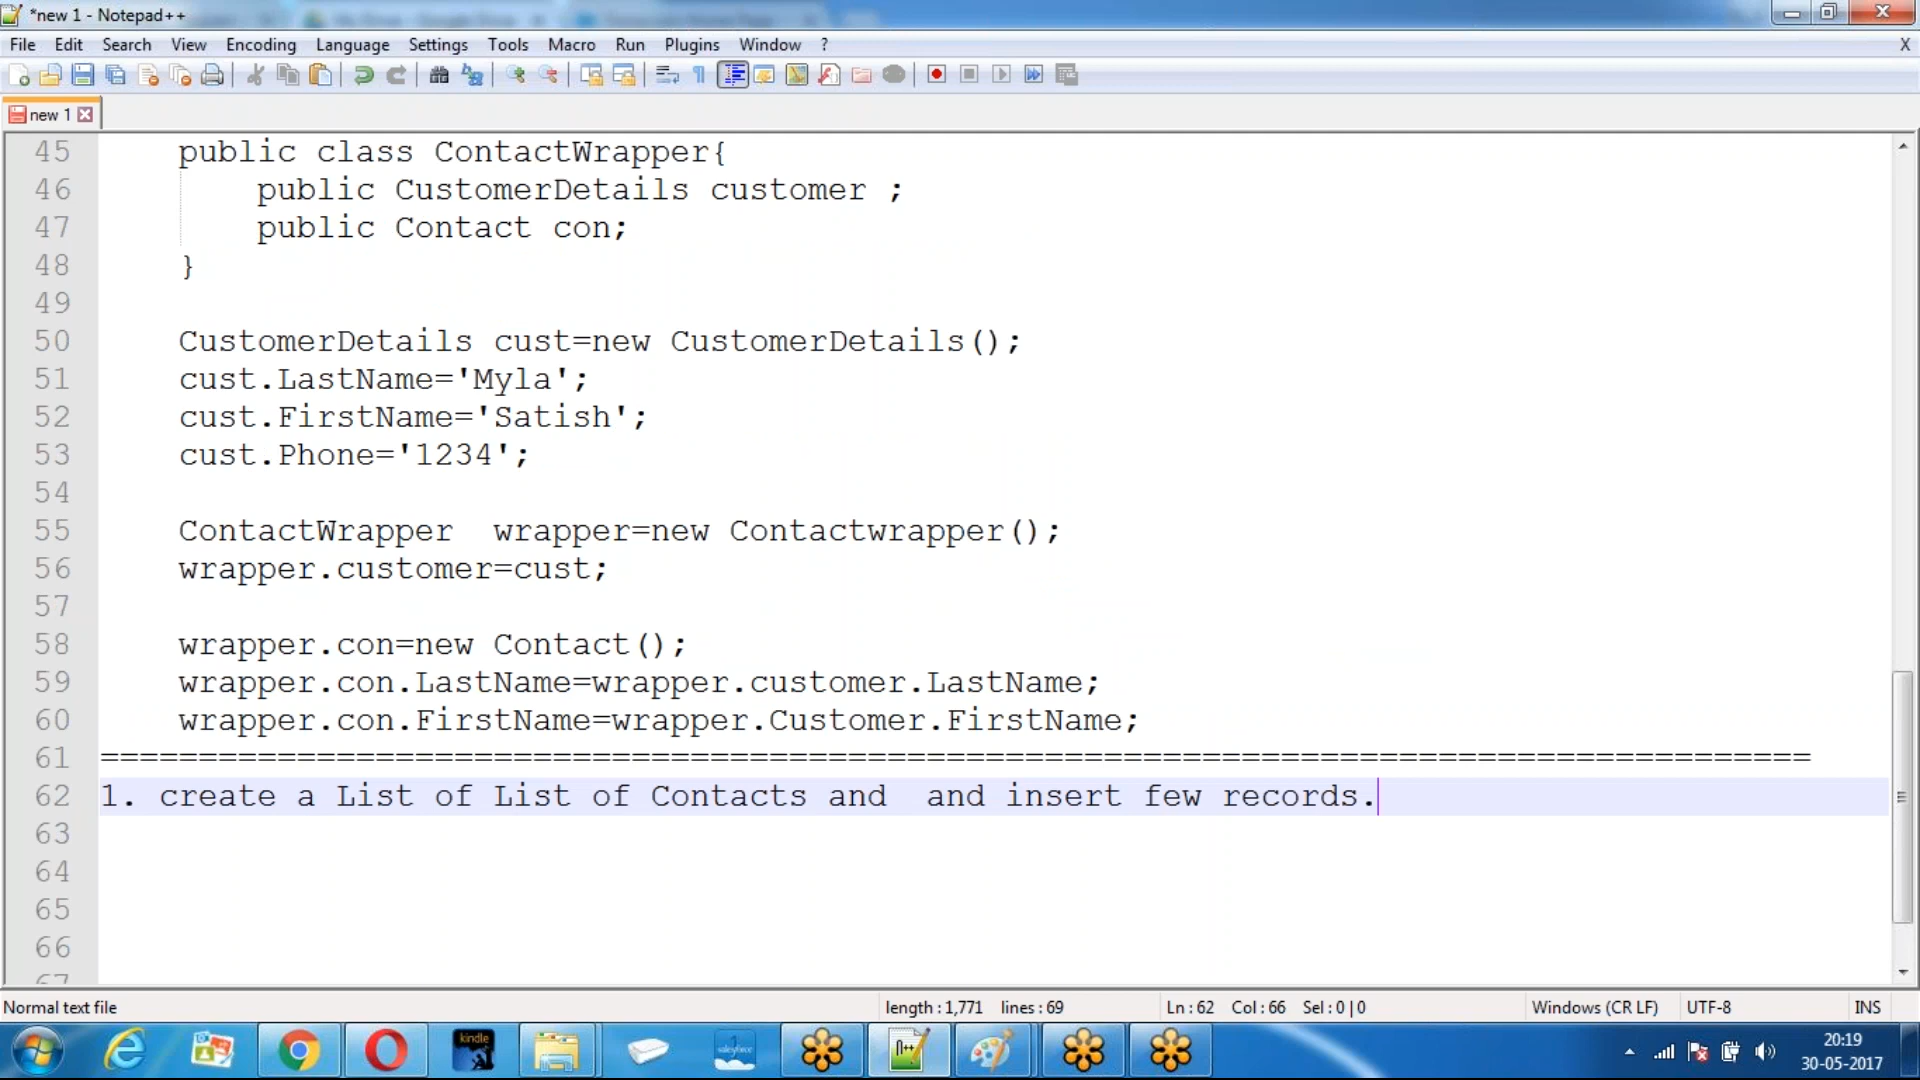 *new 1 - Notepad++
File Edit Search View Encoding Language Settings Tools Macro Run Plugins Window ? X
new 1
45 public class ContactWrapper{
46 public CustomerDetails customer ;
47 public Contact con;
48 }
49
50 CustomerDetails cust=new CustomerDetails();
51 cust.LastName='Myla';
52 cust.FirstName='Satish';
53 cust.Phone='1234';
54
55 ContactWrapper  wrapper=new Contactwrapper();
56 wrapper.customer=cust;
57
58 wrapper.con=new Contact();
59 wrapper.con.LastName=wrapper.customer.LastName;
60 wrapper.con.FirstName=wrapper.Customer.FirstName;
61 =======================================================================================
62 1. create a List of List of Contacts and  and insert few records.
63
64
65
66
67
Normal text file length : 1,771 lines : 69 Ln : 62 Col : 66 Sel : 0 | 0 Windows (CR LF) UTF-8 INS
kindle
salesforce
20:19
30-05-2017